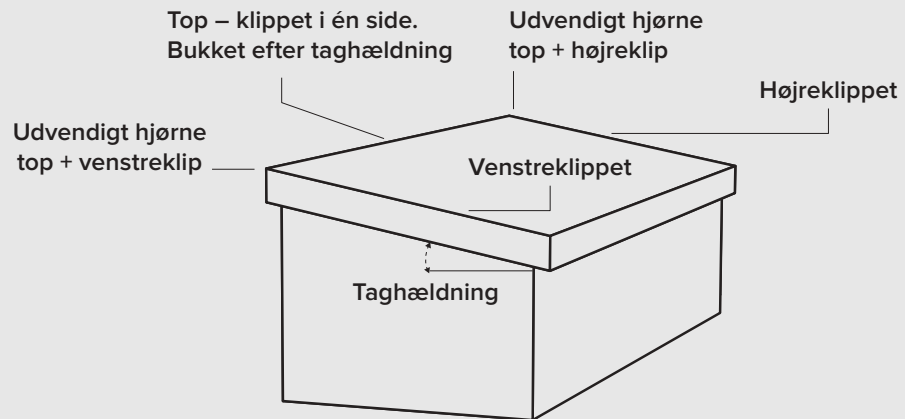 Top – klippet i én side.
Bukket efter taghældning
Udvendigt hjørne
top + højreklip
Højreklippet
Udvendigt hjørne
top + venstreklip
Venstreklippet
Taghældning